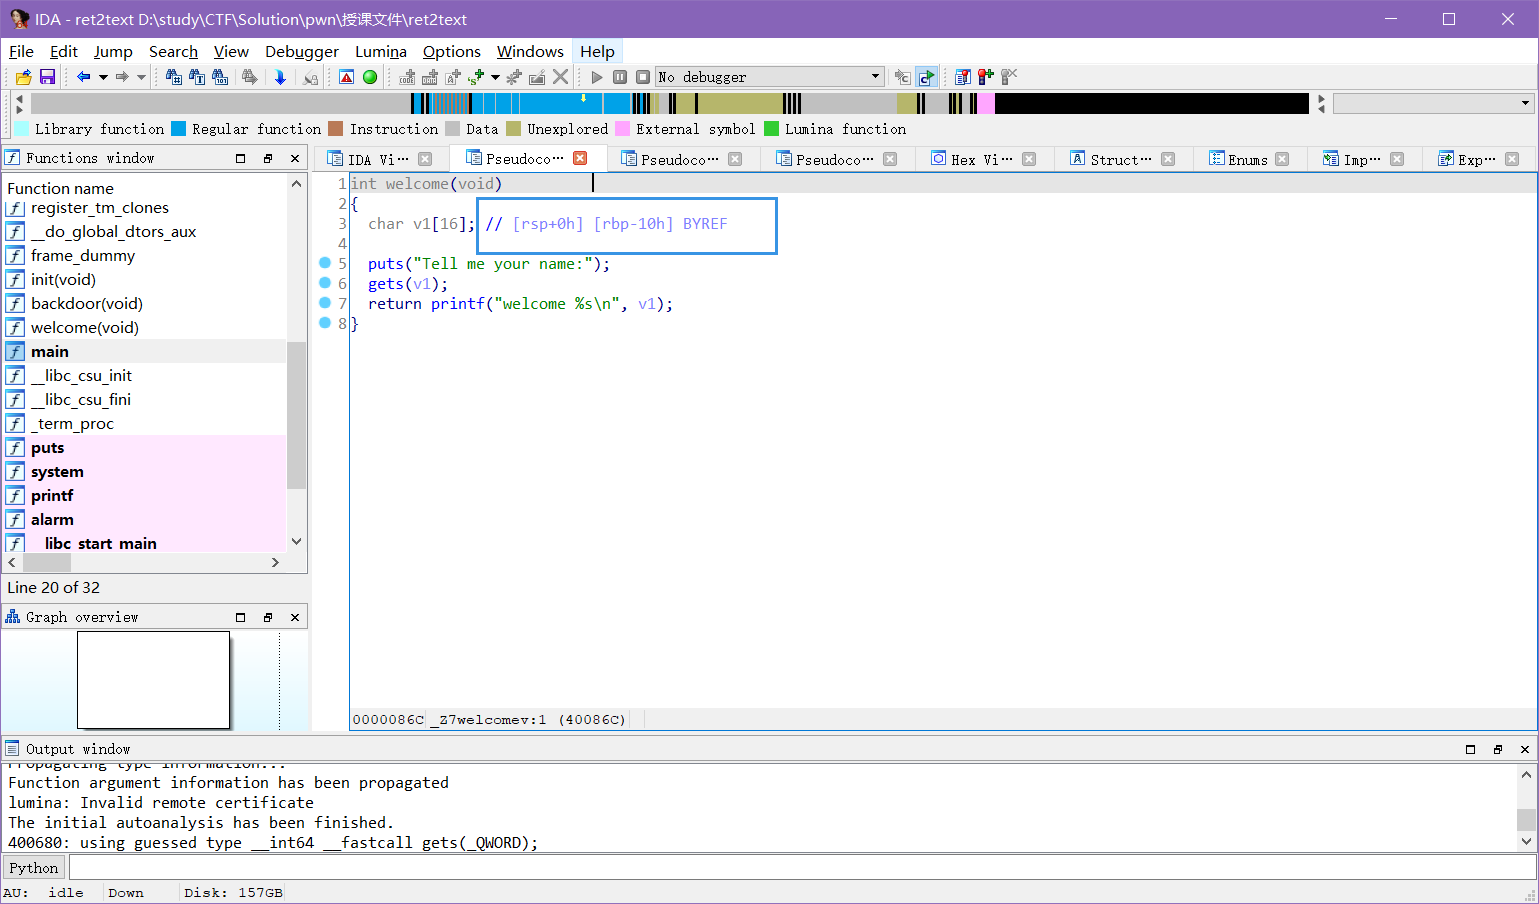 IDA - ret2text D:\study\CTF\Solution\pwn\授课文件\ret2text
File Edit Jump Search View Debugger Lumina Options Windows Help
No debugger
Library function Regular function Instruction Data Unexplored External symbol Lumina function
Functions window
IDA Vi··· Pseudoco··· Pseudoco··· Pseudoco··· Hex Vi··· Struct··· Enums Imp··· Exp···
Function name
register_tm_clones
__do_global_dtors_aux
frame_dummy
init(void)
backdoor(void)
welcome(void)
main
__libc_csu_init
__libc_csu_fini
_term_proc
puts
system
printf
alarm
__libc_start_main
Line 20 of 32
Graph overview
1 int welcome(void)
2 {
3 char v1[16]; // [rsp+0h] [rbp-10h] BYREF
4
5 puts("Tell me your name:");
6 gets(v1);
7 return printf("welcome %s\n", v1);
8 }
0000086C _Z7welcomev:1 (40086C)
Output window
Propagating type information...
Function argument information has been propagated
lumina: Invalid remote certificate
The initial autoanalysis has been finished.
400680: using guessed type __int64 __fastcall gets(_QWORD);
Python
AU: idle Down Disk: 157GB